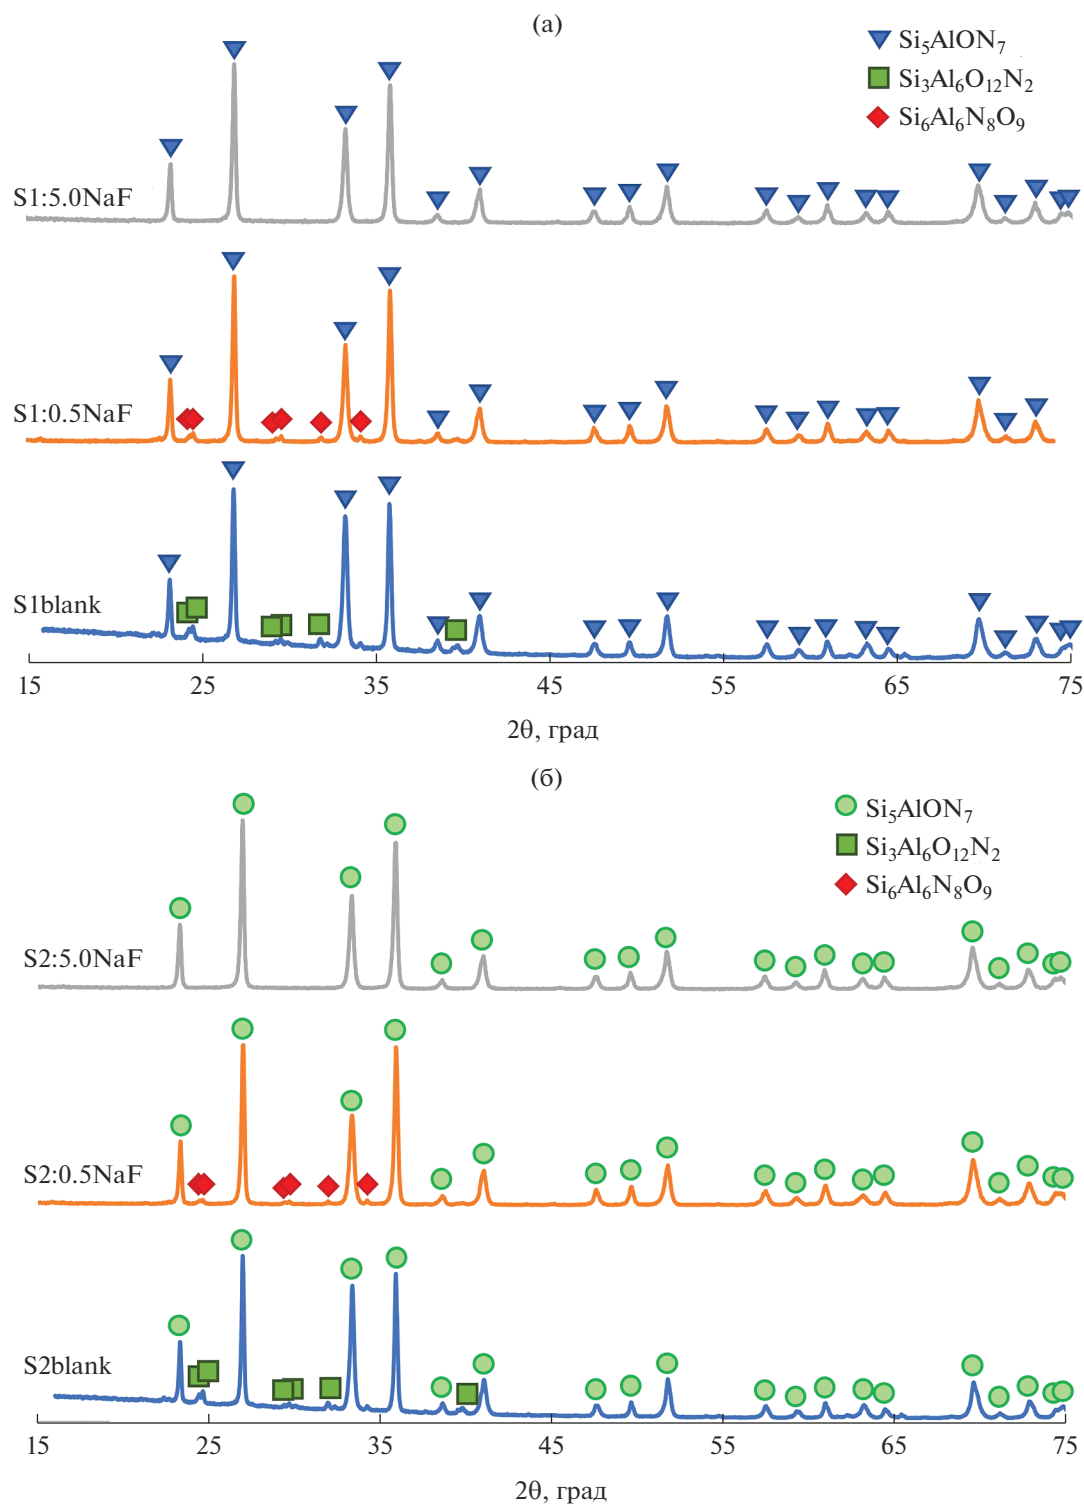 (а)
Si₅AlON₇
Si₃Al₆O₁₂N₂
Si₆Al₆N₈O₉
S1:5.0NaF
S1:0.5NaF
S1blank
15 25 35 45 55 65 75
2θ, град
(б)
Si₅AlON₇
Si₃Al₆O₁₂N₂
Si₆Al₆N₈O₉
S2:5.0NaF
S2:0.5NaF
S2blank
15 25 35 45 55 65 75
2θ, град